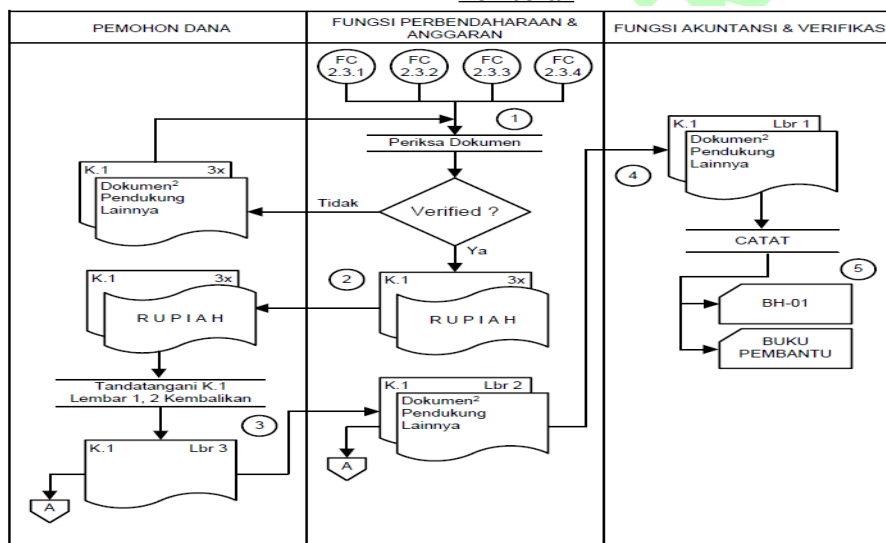 PEMOHON DANA
FUNGSI PERBENDAHARAAN &
ANGGARAN
FUNGSI AKUNTANSI & VERIFIKAS
FC
2.3.1
FC
2.3.2
FC
2.3.3
FC
2.3.4
1
Periksa Dokumen
K.1 3x
Dokumen²
Pendukung
Lainnya
Tidak
Verified ?
Ya
K.1 Lbr 1
Dokumen²
Pendukung
Lainnya
4
CATAT
5
BH-01
BUKU
PEMBANTU
2
K.1 3x
RUPIAH
K.1 3x
RUPIAH
Tandatangani K.1
Lembar 1, 2 Kembalikan
3
K.1 Lbr 3
A
K.1 Lbr 2
Dokumen²
Pendukung
Lainnya
A